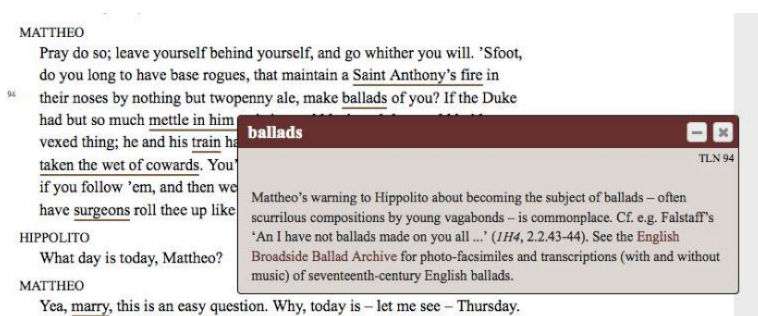 MATTHEO
Pray do so; leave yourself behind yourself, and go whither you will. ’Sfoot,
do you long to have base rogues, that maintain a Saint Anthony’s fire in
94 their noses by nothing but twopenny ale, make ballads of you? If the Duke
had but so much mettle in him
vexed thing; he and his train ha
taken the wet of cowards. You’
if you follow ’em, and then we
have surgeons roll thee up like
ballads
TLN 94
Mattheo’s warning to Hippolito about becoming the subject of ballads – often
scurrilous compositions by young vagabonds – is commonplace. Cf. e.g. Falstaff’s
‘An I have not ballads made on you all ...’ (1H4, 2.2.43-44). See the English
Broadside Ballad Archive for photo-facsimiles and transcriptions (with and without
music) of seventeenth-century English ballads.
HIPPOLITO
What day is today, Mattheo?
MATTHEO
Yea, marry, this is an easy question. Why, today is – let me see – Thursday.